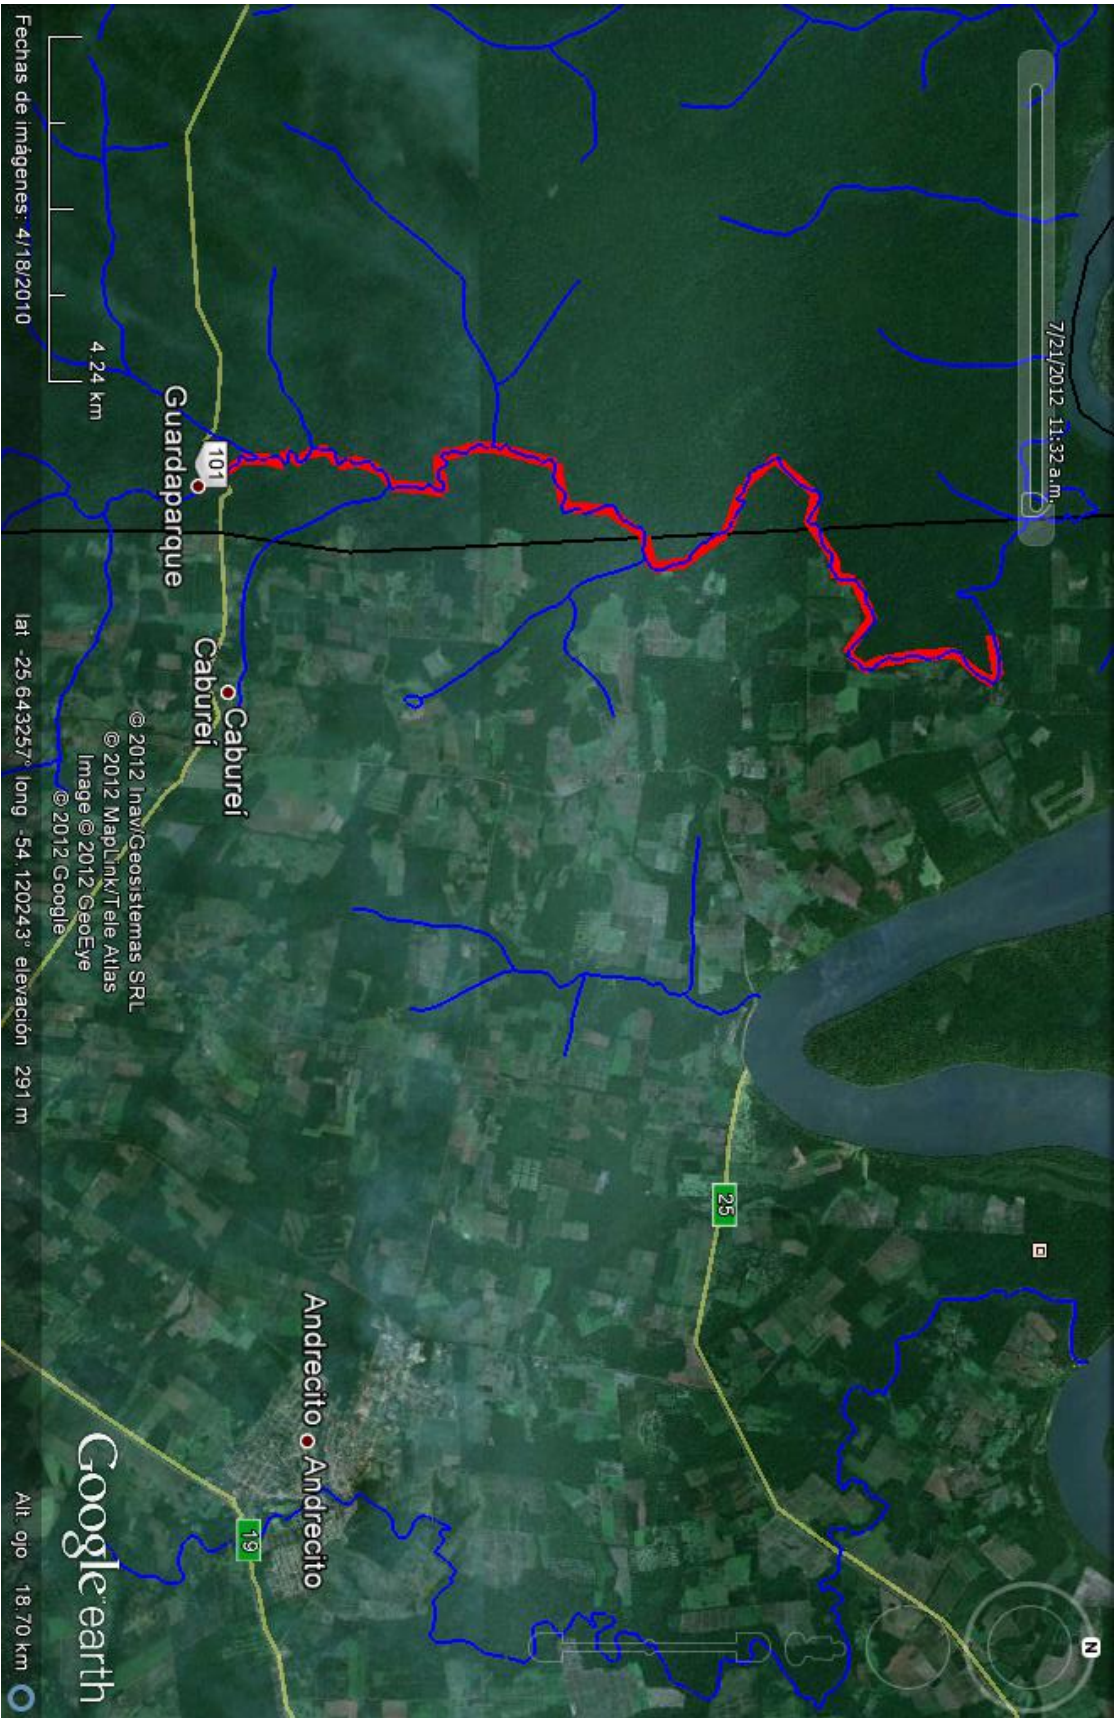 7/21/2012 11:32 a.m.
N
25
Andrecito Andrecito
19
101
Guardaparque
Caburei
Caburei
© 2012 Inav/Geosistemas SRL
© 2012 MapLink/Tele Atlas
Image © 2012 GeoEye
© 2012 Google
4.24 km
Google earth
Fechas de imágenes: 4/18/2010 lat -25.643257° long -54.120243° elevación 291 m Alt. ojo 18.70 km